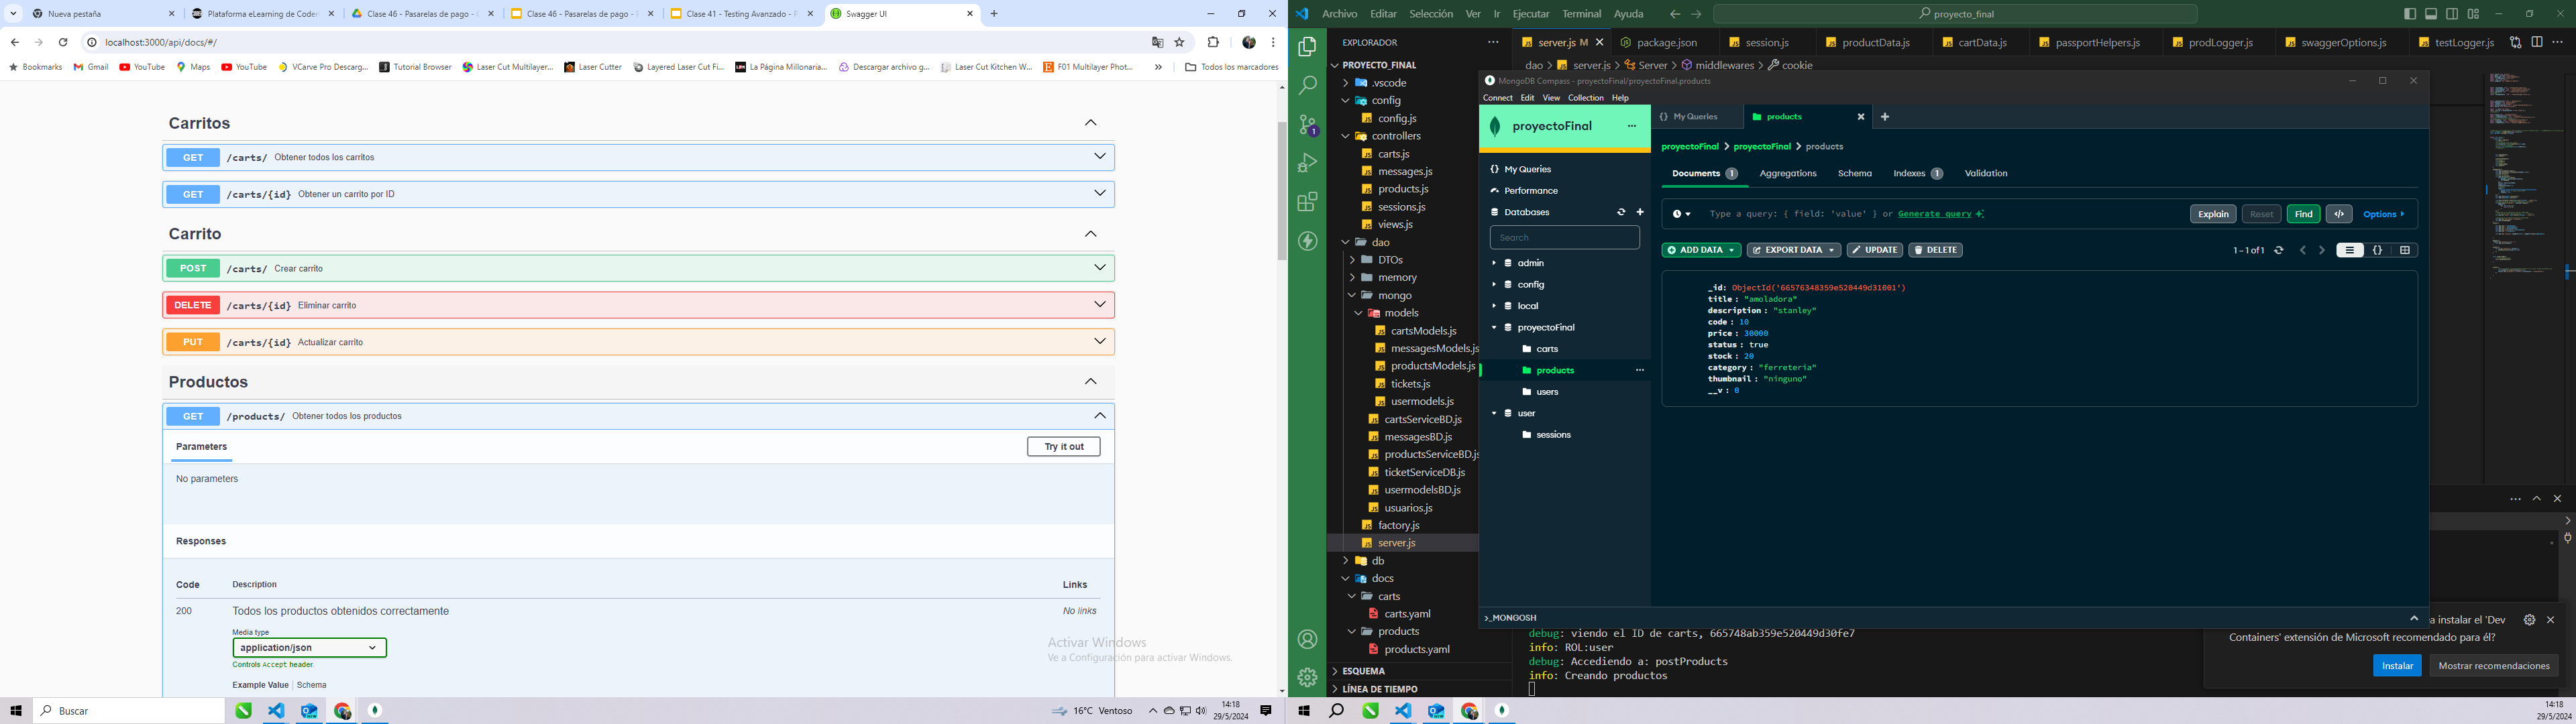 Nueva pestaña
Plataforma eLearning de Coder
Clase 46 - Pasarelas de pago - G
Clase 46 - Pasarelas de pago - P
Clase 41 - Testing Avanzado - P
Swagger UI
localhost:3000/api/docs/#/
Bookmarks
Gmail
YouTube
Maps
YouTube
VCarve Pro Descarg...
Tutorial Browser
Laser Cut Multilayer...
Laser Cutter
Layered Laser Cut Fi...
La Página Millonaria...
Descargar archivo g...
Laser Cut Kitchen W...
F01 Multilayer Phot...
»
Todos los marcadores
Carritos
GET /carts/ Obtener todos los carritos
GET /carts/{id} Obtener un carrito por ID
Carrito
POST /carts/ Crear carrito
DELETE /carts/{id} Eliminar carrito
PUT /carts/{id} Actualizar carrito
Productos
GET /products/ Obtener todos los productos
Parameters
Try it out
No parameters
Responses
Code Description Links
200 Todos los productos obtenidos correctamente No links
Media type
application/json
Controls Accept header.
Example Value | Schema
Activar Windows
Ve a Configuración para activar Windows.
Buscar
16°C Ventoso
14:18
29/5/2024
Archivo Editar Selección Ver Ir Ejecutar Terminal Ayuda
proyecto_final
EXPLORADOR
PROYECTO_FINAL
.vscode
config
config.js
controllers
carts.js
messages.js
products.js
sessions.js
views.js
dao
DTOs
memory
mongo
models
cartsModels.js
messagesModels.js
productsModels.js
tickets.js
usermodels.js
cartsServiceBD.js
messagesBD.js
productsServiceBD.js
ticketServiceDB.js
usermodelsBD.js
usuarios.js
factory.js
server.js
db
docs
carts
carts.yaml
products
products.yaml
ESQUEMA
LÍNEA DE TIEMPO
1
server.js M
package.json
session.js
productData.js
cartData.js
passportHelpers.js
prodLogger.js
swaggerOptions.js
testLogger.js
dao > server.js > Server > middlewares > cookie
MongoDB Compass - proyectoFinal/proyectoFinal.products
Connect Edit View Collection Help
proyectoFinal
{} My Queries
Performance
Databases
Search
admin
config
local
proyectoFinal
carts
products
users
user
sessions
{} My Queries
products
proyectoFinal > proyectoFinal > products
Documents 1 Aggregations Schema Indexes 1 Validation
Type a query: { field: 'value' } or Generate query
Explain Reset Find </> Options
ADD DATA EXPORT DATA UPDATE DELETE
1 – 1 of 1
{}
_id: ObjectId('66576348359e520449d31001')
title: "amoladora"
description: "stanley"
code: 10
price: 30000
status: true
stock: 20
category: "ferreteria"
thumbnail: "ninguno"
__v: 0
>_MONGOSH
debug: viendo el ID de carts, 665748ab359e520449d30fe7
info: ROL:user
debug: Accediendo a: postProducts
info: Creando productos
a instalar el 'Dev
Containers' extensión de Microsoft recomendado para él?
Instalar
Mostrar recomendaciones
14:18
29/5/2024